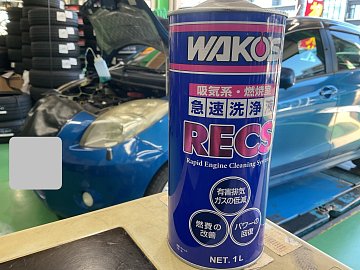 WAKO'S
吸気系・燃焼室
急速洗浄
RECS
Rapid Engine Cleaning System
有害排気
ガスの低減
燃費の
改善
パワーの
回復
NET. 1L